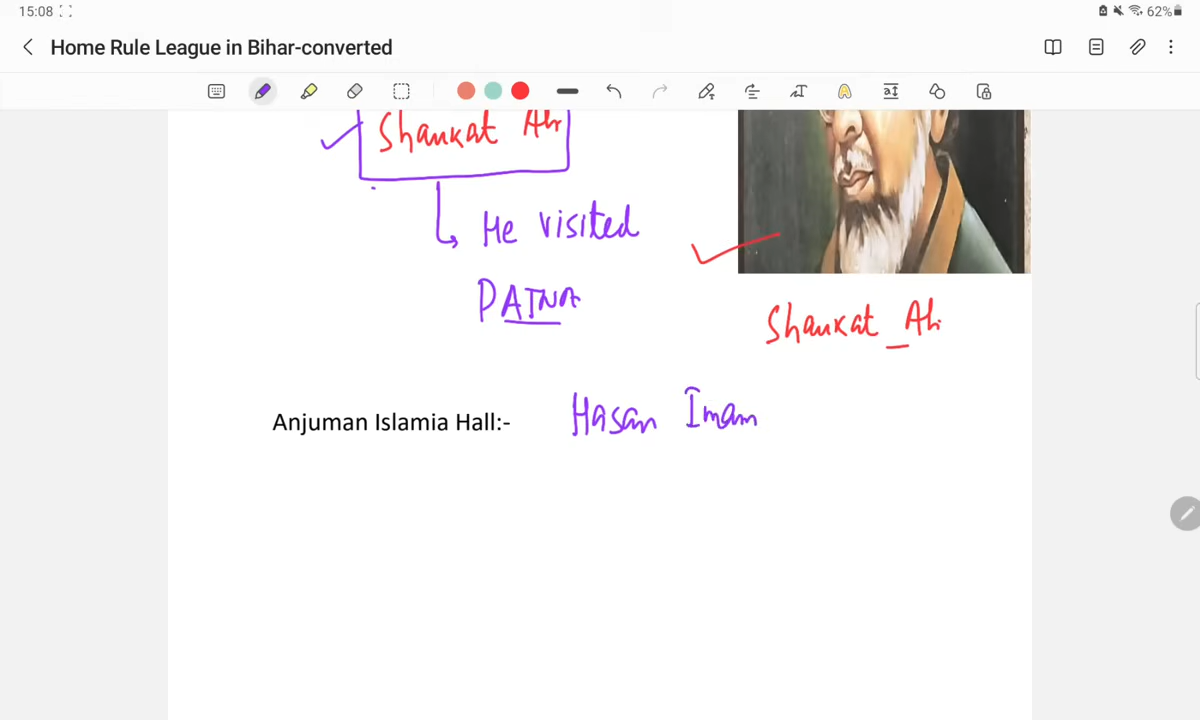 15:08
62%
Home Rule League in Bihar-converted
Shaukat Ali
He visited
PATNA
Shaukat Ali
Anjuman Islamia Hall:- Hasan Imam